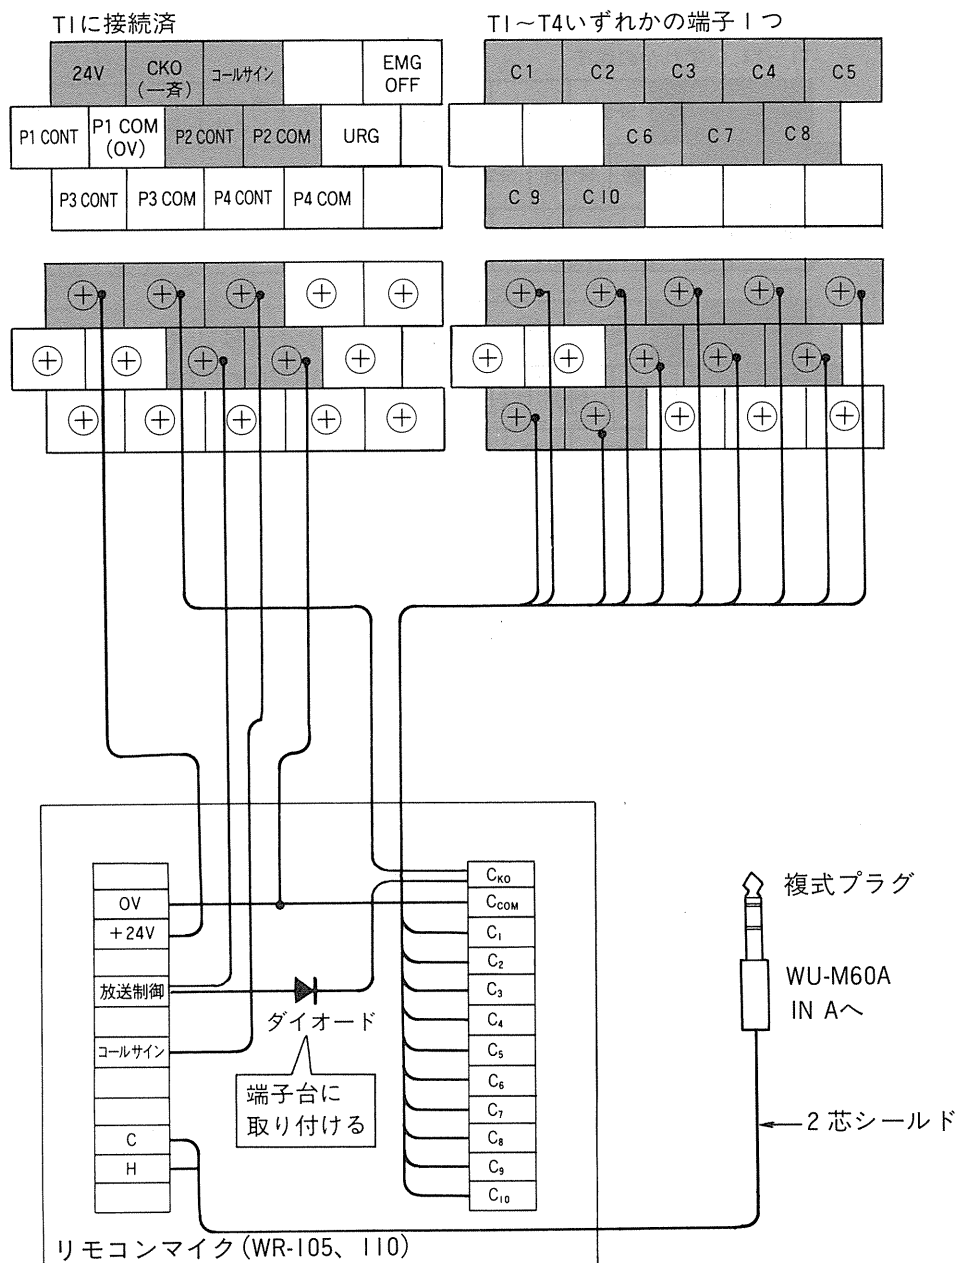 T1に接続済
24V
CKO
(一斉)
コールサイン
EMG
OFF
P1 CONT
P1 COM
(0V)
P2 CONT
P2 COM
URG
P3 CONT
P3 COM
P4 CONT
P4 COM
T1～T4いずれかの端子1つ
C1
C2
C3
C4
C5
C6
C7
C8
C9
C10
0V
+24V
放送制御
コールサイン
C
H
ダイオード
端子台に
取り付ける
CKO
CCOM
C1
C2
C3
C4
C5
C6
C7
C8
C9
C10
リモコンマイク(WR-105、110)
複式プラグ
WU-M60A
IN Aへ
2芯シールド